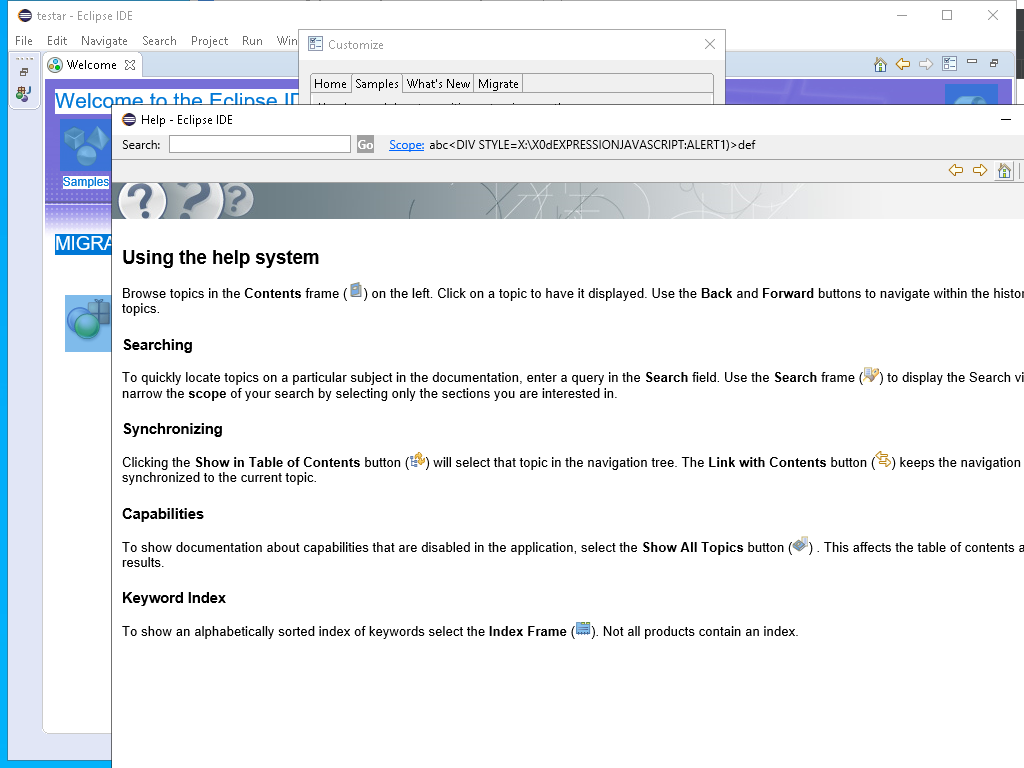 testar - Eclipse IDE
File Edit Navigate Search Project Run Win
Customize
Welcome
Home Samples What's New Migrate
Welcome to the Eclipse ID
Help - Eclipse IDE
Search: Go Scope: abc<DIV STYLE=X:\X0dEXPRESSIONJAVASCRIPT:ALERT1)>def
Samples
MIGRA
Using the help system
Browse topics in the Contents frame ( ) on the left. Click on a topic to have it displayed. Use the Back and Forward buttons to navigate within the histor
topics.
Searching
To quickly locate topics on a particular subject in the documentation, enter a query in the Search field. Use the Search frame ( ) to display the Search vi
narrow the scope of your search by selecting only the sections you are interested in.
Synchronizing
Clicking the Show in Table of Contents button ( ) will select that topic in the navigation tree. The Link with Contents button ( ) keeps the navigation
synchronized to the current topic.
Capabilities
To show documentation about capabilities that are disabled in the application, select the Show All Topics button ( ) . This affects the table of contents a
results.
Keyword Index
To show an alphabetically sorted index of keywords select the Index Frame ( ). Not all products contain an index.